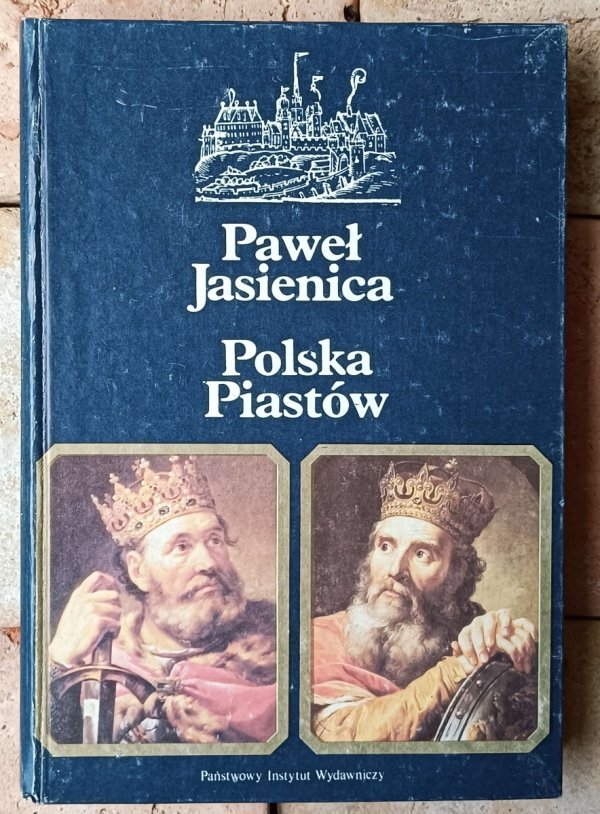 Paweł
Jasienica
Polska
Piastów
Państwowy Instytut Wydawniczy